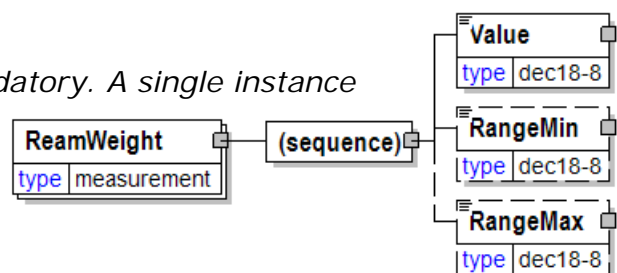 Value
type dec18-8
datory. A single instance
ReamWeight
type measurement
(sequence)
RangeMin
type dec18-8
RangeMax
type dec18-8